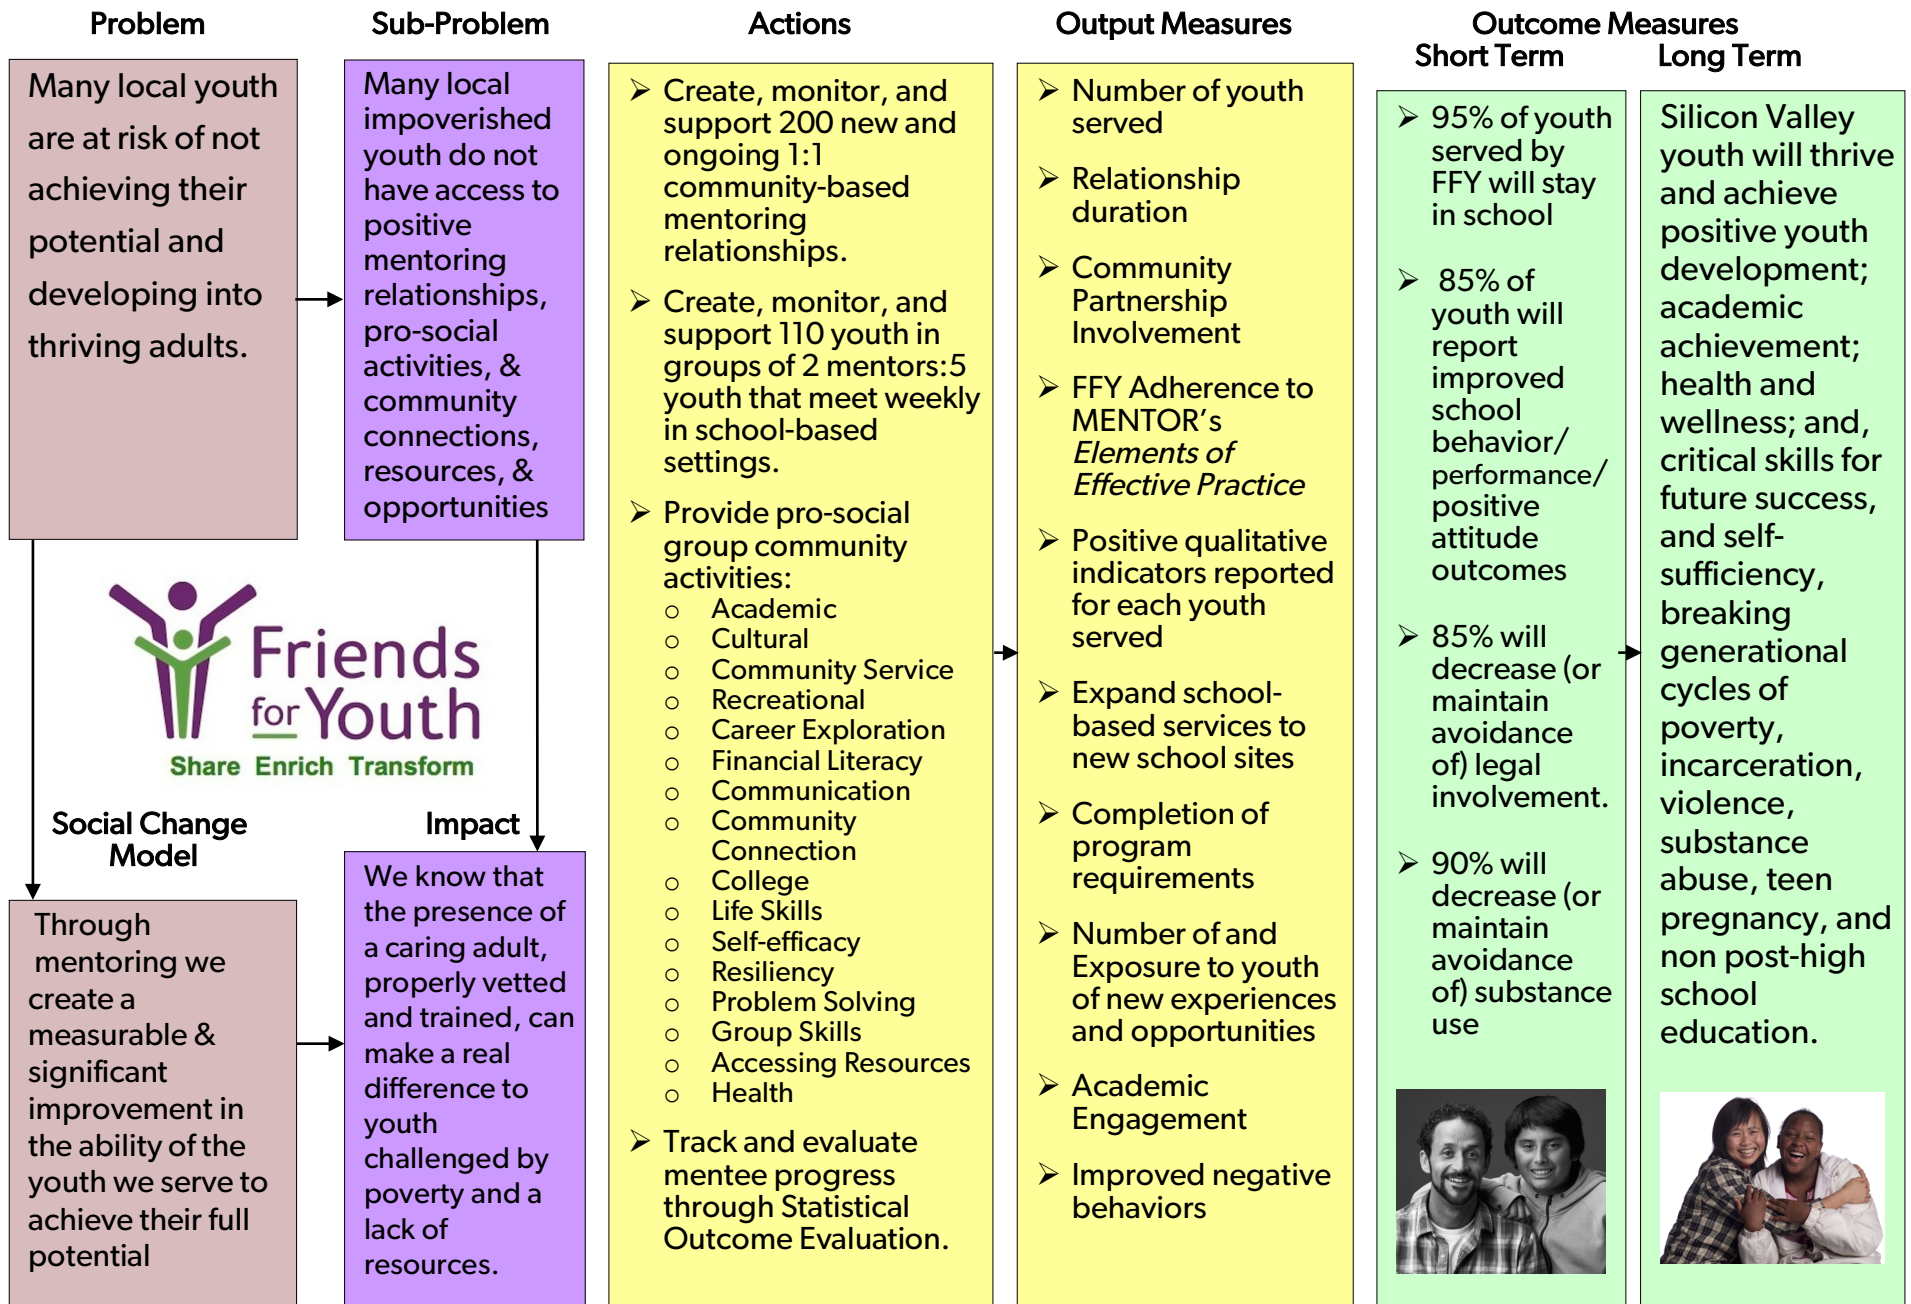 Problem
Many local youth
are at risk of not
achieving their
potential and
developing into
thriving adults.
Sub-Problem
Many local
impoverished
youth do not
have access to
positive
mentoring
relationships,
pro-social
activities, &
community
connections,
resources, &
opportunities
Friends
for Youth
Share Enrich Transform
Social Change
Model
Through
mentoring we
create a
measurable &
significant
improvement in
the ability of the
youth we serve to
achieve their full
potential
Impact
We know that
the presence of
a caring adult,
properly vetted
and trained, can
make a real
difference to
youth
challenged by
poverty and a
lack of
resources.
Actions
➢ Create, monitor, and
support 200 new and
ongoing 1:1
community-based
mentoring
relationships.
➢ Create, monitor, and
support 110 youth in
groups of 2 mentors:5
youth that meet weekly
in school-based
settings.
➢ Provide pro-social
group community
activities:
o Academic
o Cultural
o Community Service
o Recreational
o Career Exploration
o Financial Literacy
o Communication
o Community
Connection
o College
o Life Skills
o Self-efficacy
o Resiliency
o Problem Solving
o Group Skills
o Accessing Resources
o Health
➢ Track and evaluate
mentee progress
through Statistical
Outcome Evaluation.
Output Measures
➢ Number of youth
served
➢ Relationship
duration
➢ Community
Partnership
Involvement
➢ FFY Adherence to
MENTOR’s
Elements of
Effective Practice
➢ Positive qualitative
indicators reported
for each youth
served
➢ Expand school-
based services to
new school sites
➢ Completion of
program
requirements
➢ Number of and
Exposure to youth
of new experiences
and opportunities
➢ Academic
Engagement
➢ Improved negative
behaviors
Outcome Measures
Short Term
➢ 95% of youth
served by
FFY will stay
in school
➢ 85% of
youth will
report
improved
school
behavior/
performance/
positive
attitude
outcomes
➢ 85% will
decrease (or
maintain
avoidance
of) legal
involvement.
➢ 90% will
decrease (or
maintain
avoidance
of) substance
use
Long Term
Silicon Valley
youth will thrive
and achieve
positive youth
development;
academic
achievement;
health and
wellness; and,
critical skills for
future success,
and self-
sufficiency,
breaking
generational
cycles of
poverty,
incarceration,
violence,
substance
abuse, teen
pregnancy, and
non post-high
school
education.